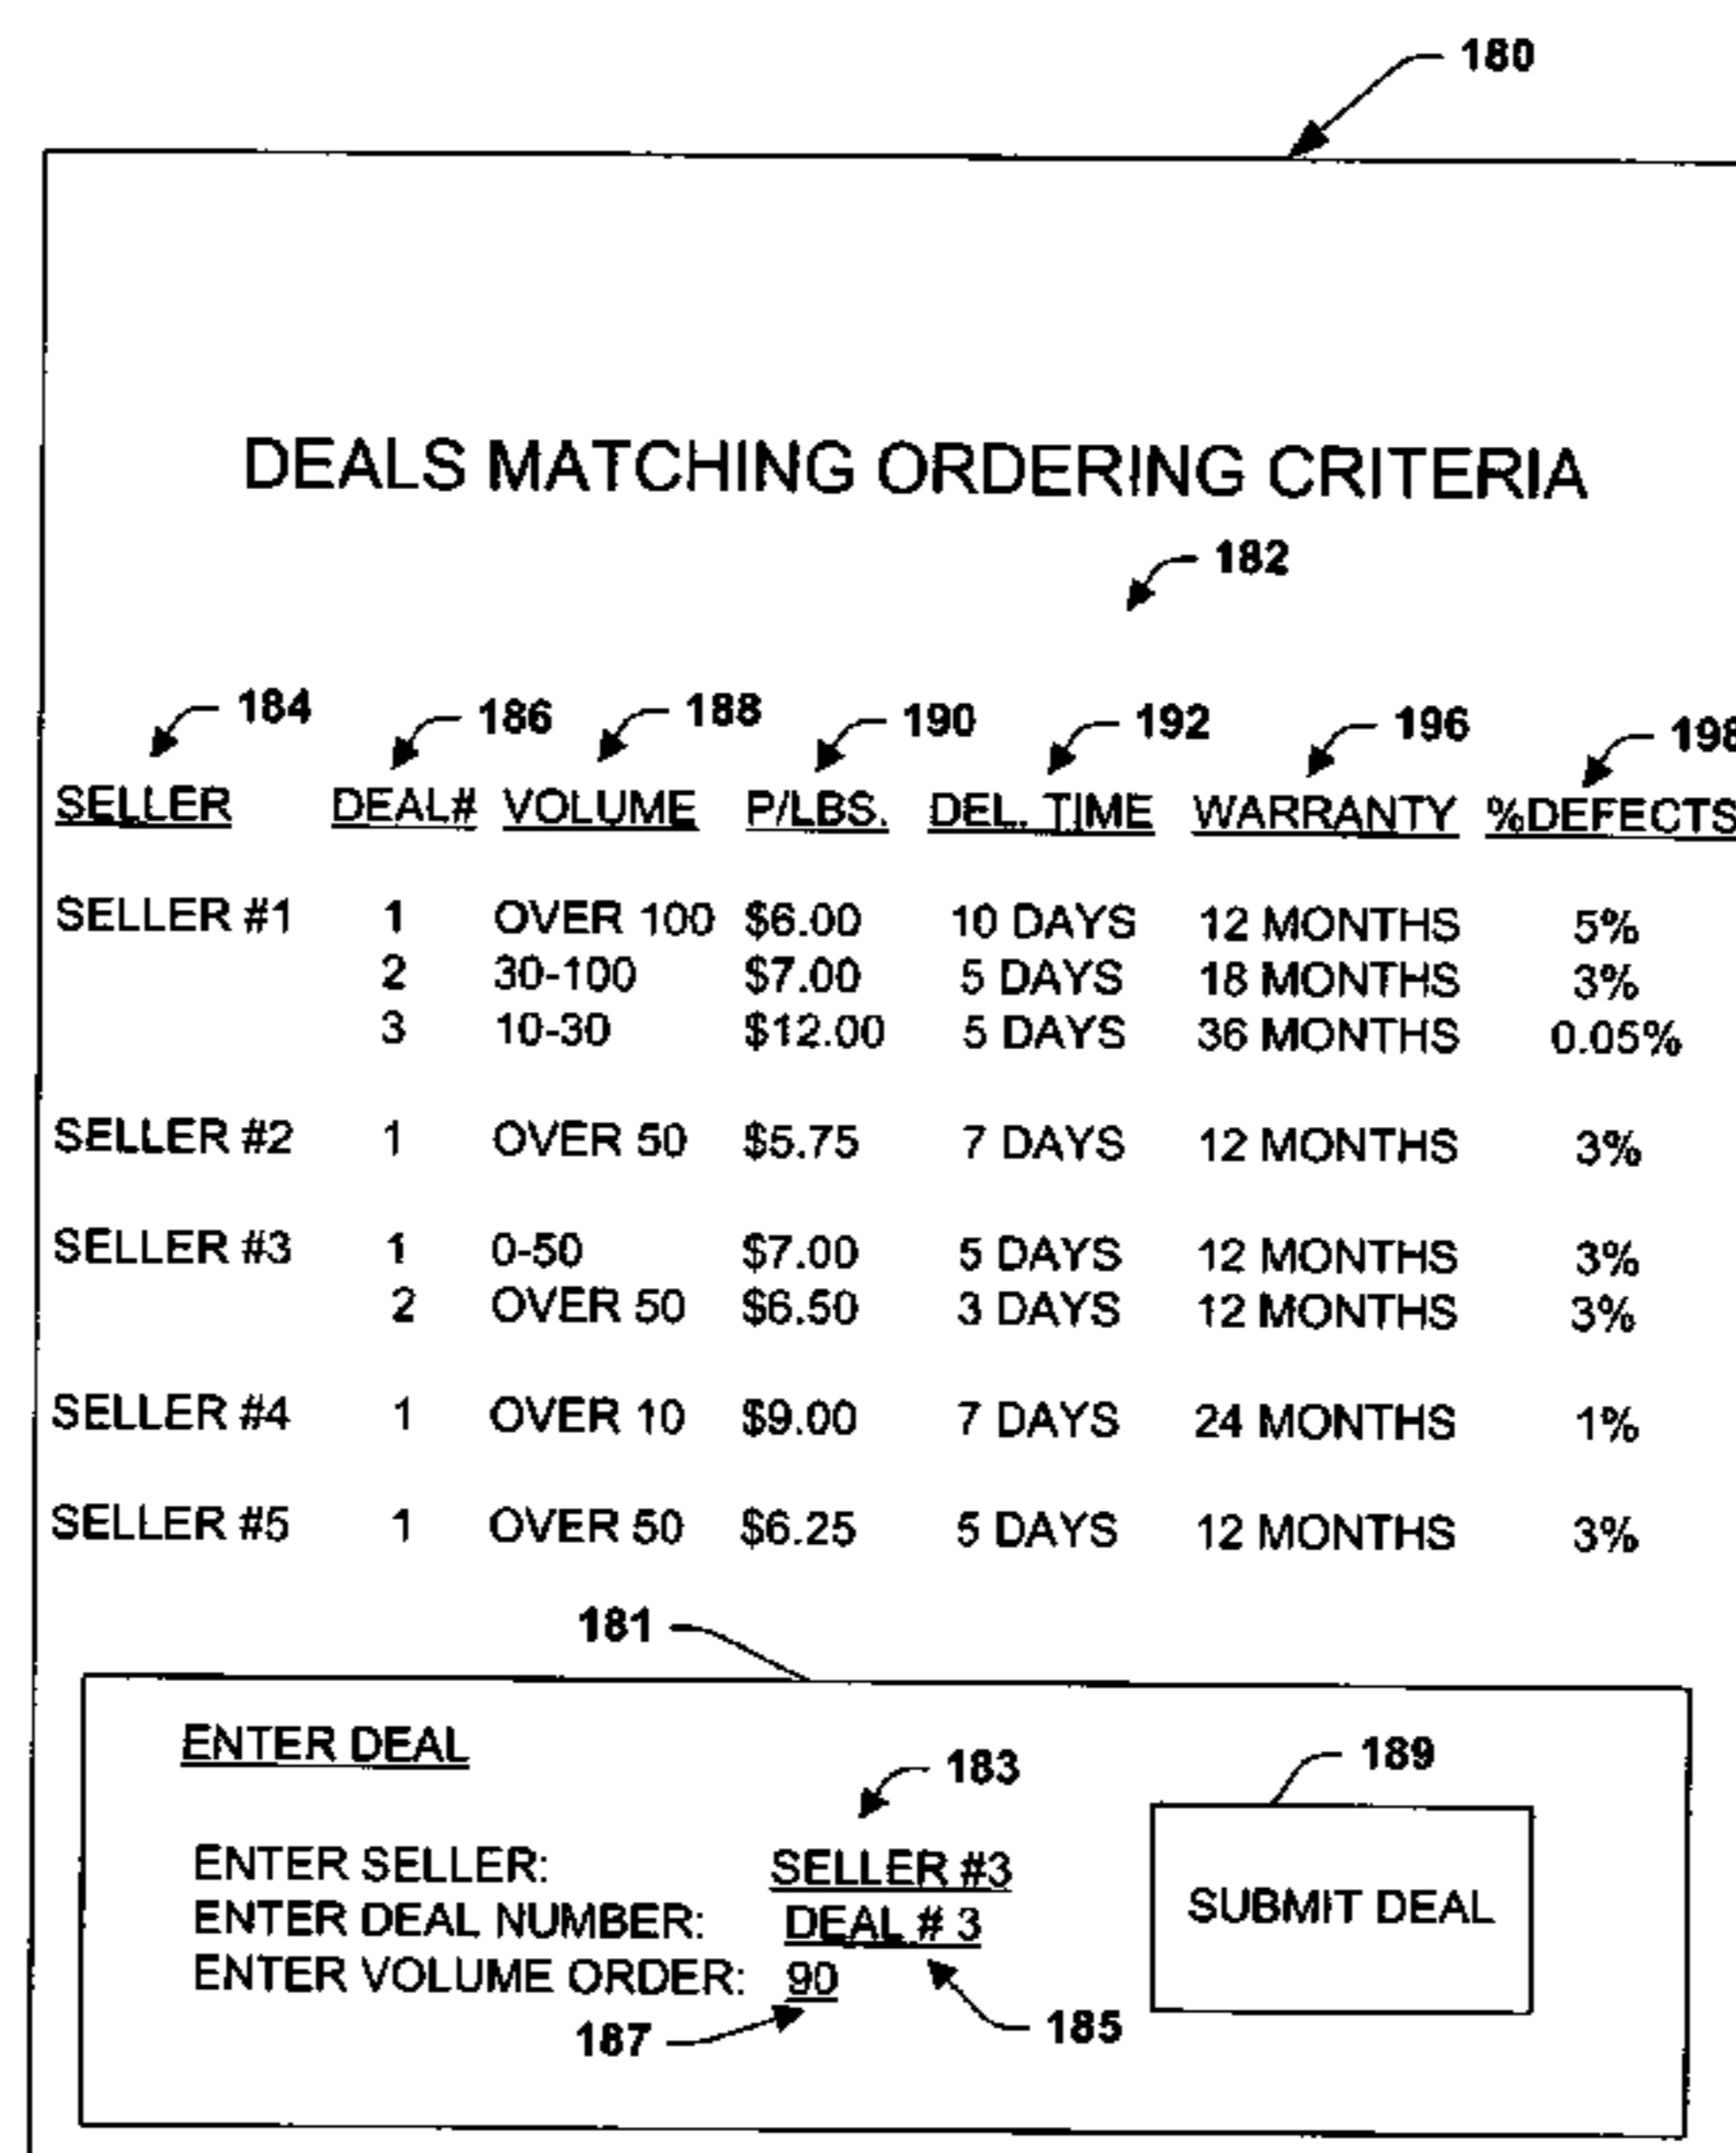 180
DEALS MATCHING ORDERING CRITERIA
182
184 186 188 190 192 196 198
SELLER DEAL# VOLUME P/LBS. DEL. TIME WARRANTY %DEFECTS
SELLER #1 1 OVER 100 $6.00 10 DAYS 12 MONTHS 5%
2 30-100 $7.00 5 DAYS 18 MONTHS 3%
3 10-30 $12.00 5 DAYS 36 MONTHS 0.05%
SELLER #2 1 OVER 50 $5.75 7 DAYS 12 MONTHS 3%
SELLER #3 1 0-50 $7.00 5 DAYS 12 MONTHS 3%
2 OVER 50 $6.50 3 DAYS 12 MONTHS 3%
SELLER #4 1 OVER 10 $9.00 7 DAYS 24 MONTHS 1%
SELLER #5 1 OVER 50 $6.25 5 DAYS 12 MONTHS 3%
181
ENTER DEAL
183 189
ENTER SELLER: SELLER #3
ENTER DEAL NUMBER: DEAL # 3 SUBMIT DEAL
ENTER VOLUME ORDER: 90
187 185